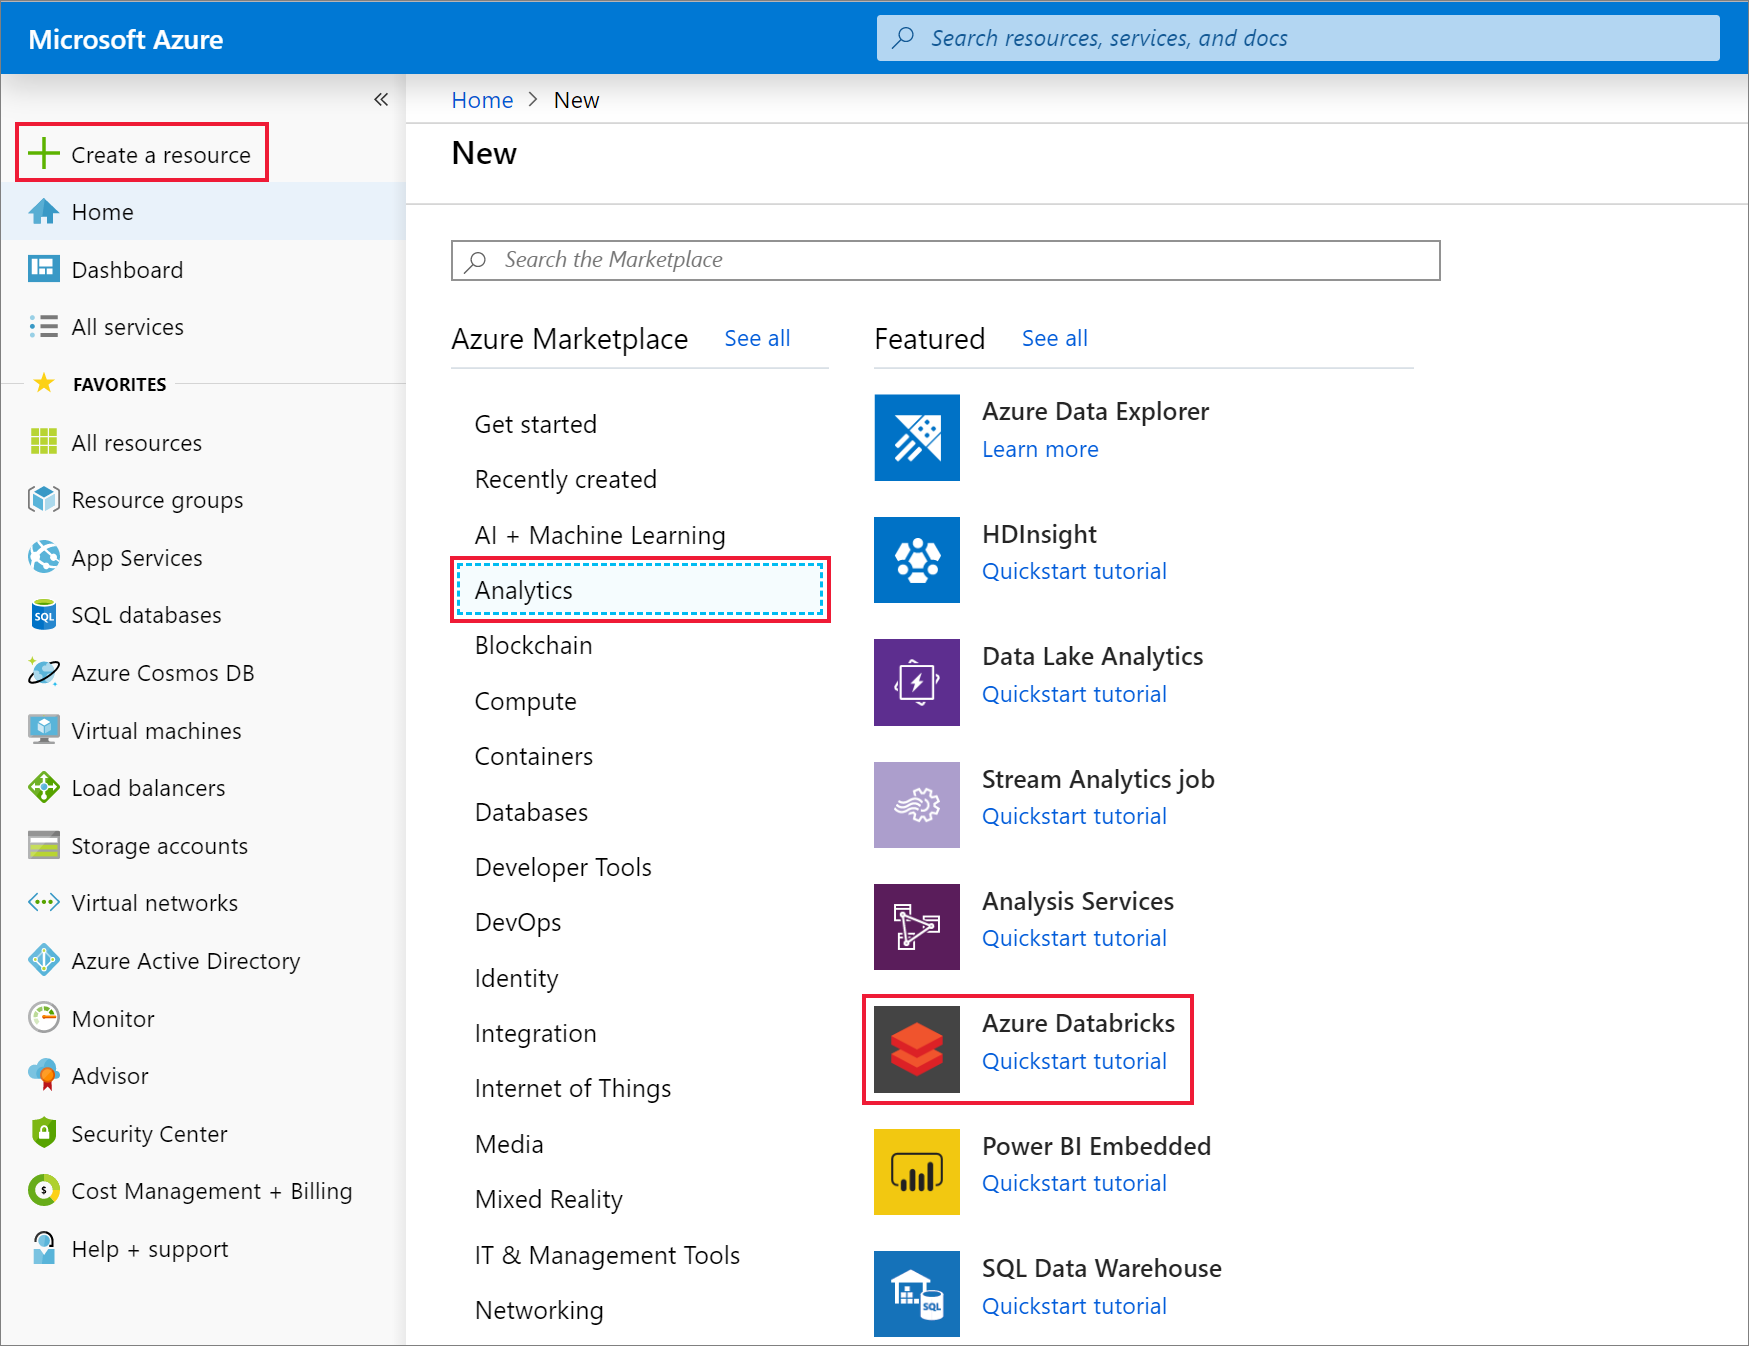 Microsoft Azure
Search resources, services, and docs
«
Create a resource
Home
Dashboard
All services
FAVORITES
All resources
Resource groups
App Services
SQL
SQL databases
Azure Cosmos DB
Virtual machines
Load balancers
Storage accounts
Virtual networks
Azure Active Directory
Monitor
Advisor
Security Center
$
Cost Management + Billing
Help + support
Home > New
New
Search the Marketplace
Azure Marketplace See all
Get started
Recently created
AI + Machine Learning
Analytics
Blockchain
Compute
Containers
Databases
Developer Tools
DevOps
Identity
Integration
Internet of Things
Media
Mixed Reality
IT & Management Tools
Networking
Featured See all
Azure Data Explorer
Learn more
HDInsight
Quickstart tutorial
Data Lake Analytics
Quickstart tutorial
Stream Analytics job
Quickstart tutorial
Analysis Services
Quickstart tutorial
Azure Databricks
Quickstart tutorial
Power BI Embedded
Quickstart tutorial
SQL
SQL Data Warehouse
Quickstart tutorial